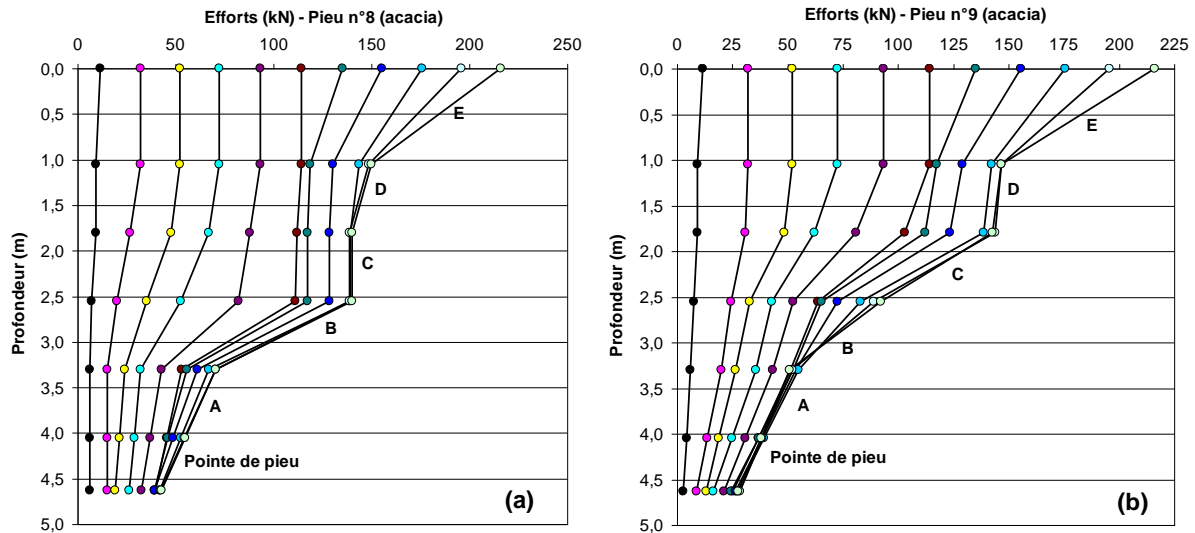 Efforts (kN) - Pieu n°8 (acacia)
0 50 100 150 200 250
0,0
0,5
1,0
1,5
2,0
2,5
3,0
3,5
4,0
4,5
5,0
Profondeur (m)
E
D
C
B
A
Pointe de pieu
(a)
Efforts (kN) - Pieu n°9 (acacia)
0 25 50 75 100 125 150 175 200 225
0,0
0,5
1,0
1,5
2,0
2,5
3,0
3,5
4,0
4,5
5,0
Profondeur (m)
E
D
C
B
A
Pointe de pieu
(b)